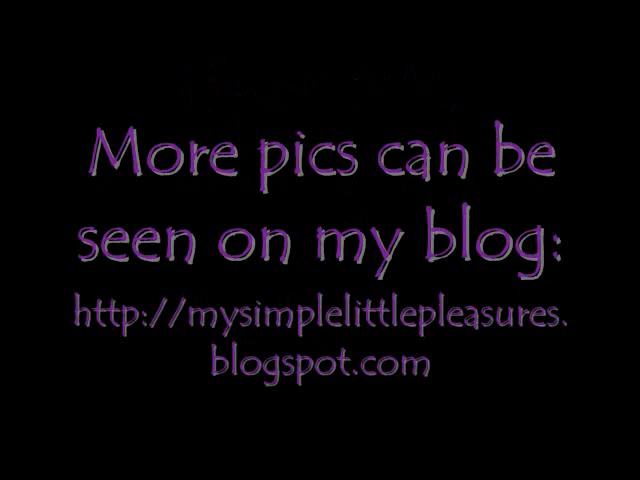 More pics can be
seen on my blog:
http://mysimplelittlepleasures.
blogspot.com